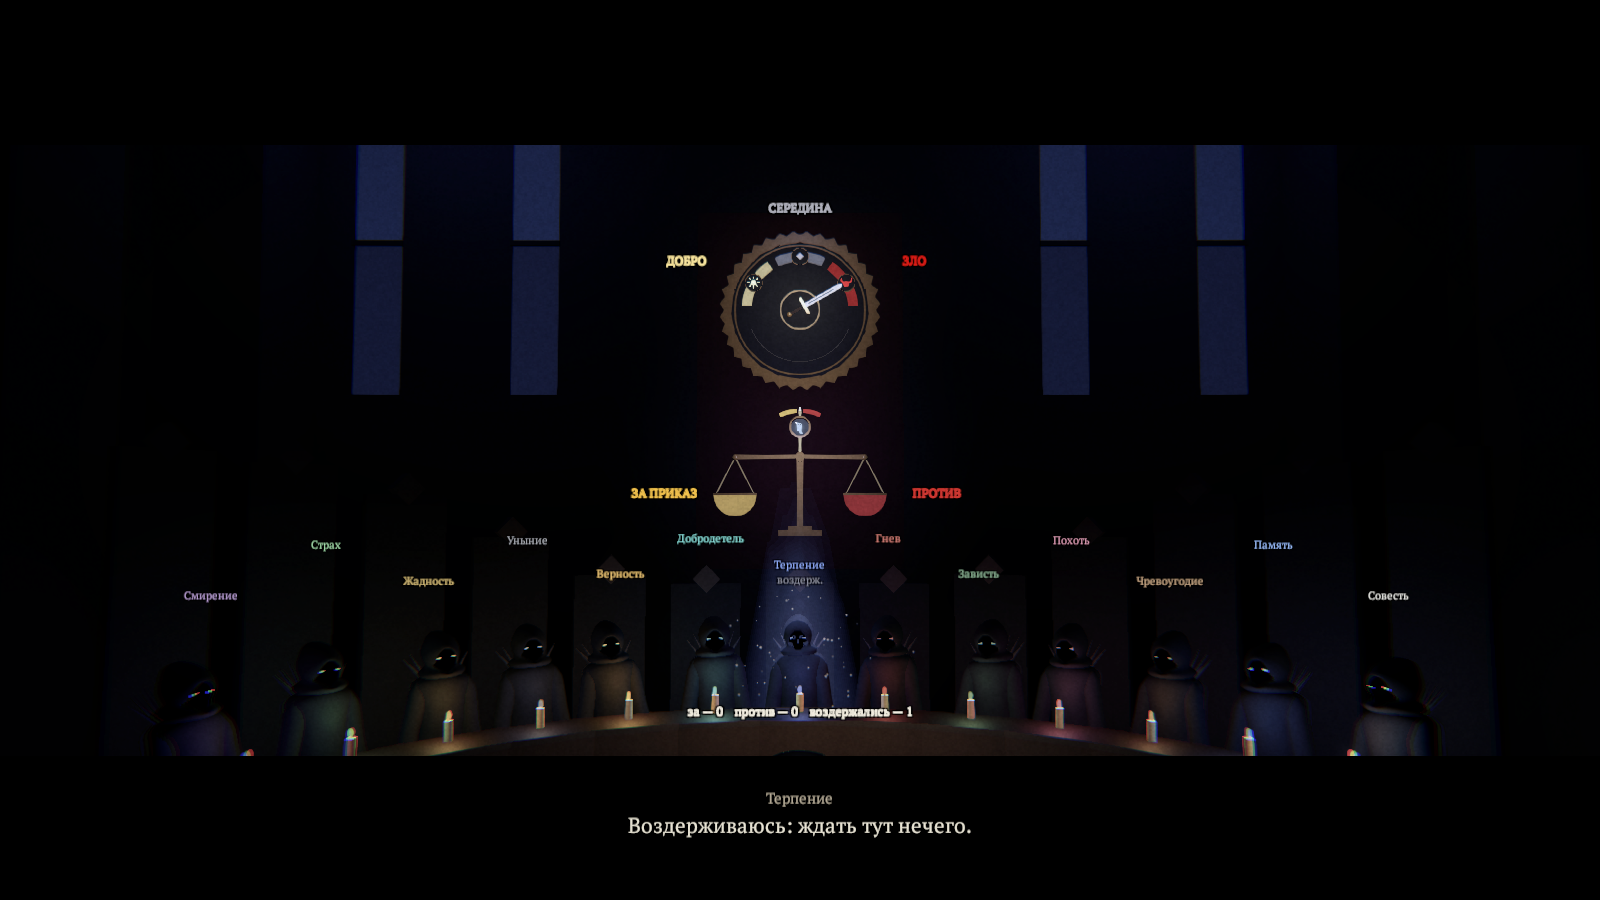 СЕРЕДИНА
ДОБРО
ЗЛО
ЗА ПРИКАЗ
ПРОТИВ
Страх
Уныние
Добродетель
Гнев
Похоть
Память
Жадность
Верность
Терпение
воздерж.
Зависть
Чревоугодие
Смирение
Совесть
за — 0 против — 0 воздержались — 1
Терпение
Воздерживаюсь: ждать тут нечего.